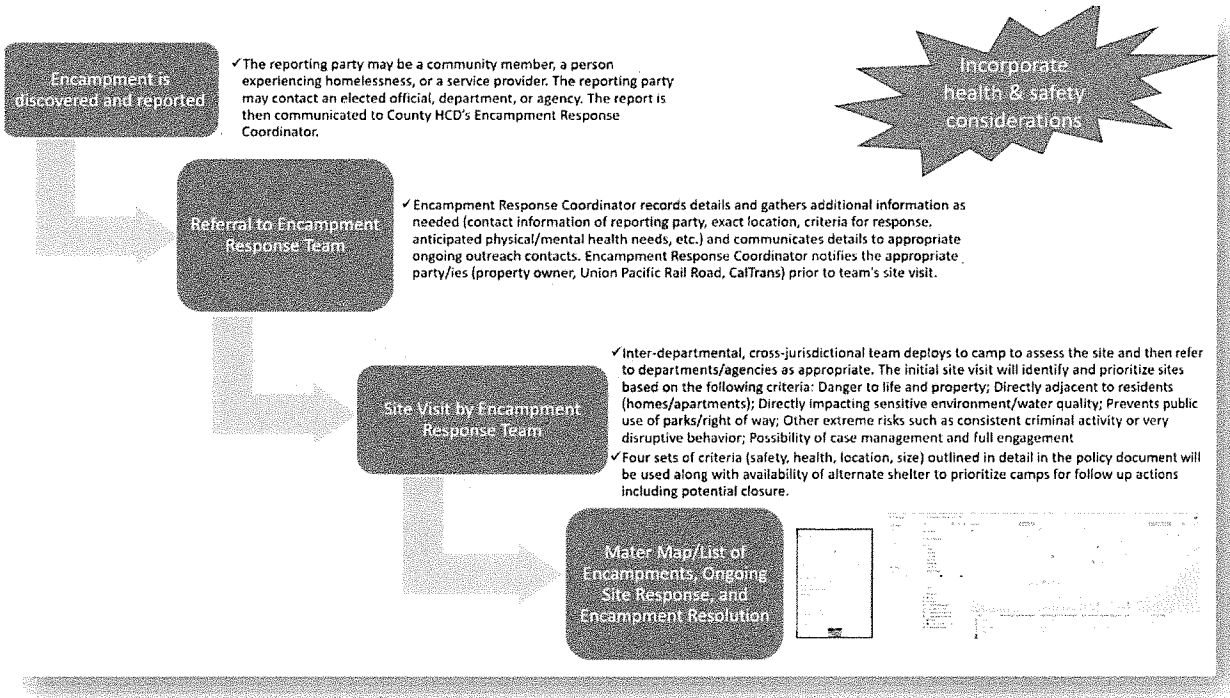 Encampment is
discovered and reported
✓The reporting party may be a community member, a person
experiencing homelessness, or a service provider. The reporting party
may contact an elected official, department, or agency. The report is
then communicated to County HCD's Encampment Response
Coordinator.
Incorporate
health & safety
considerations
Referral to Encampment
Response Team
✓Encampment Response Coordinator records details and gathers additional information as
needed (contact information of reporting party, exact location, criteria for response,
anticipated physical/mental health needs, etc.) and communicates details to appropriate
ongoing outreach contacts. Encampment Response Coordinator notifies the appropriate
party/ies (property owner, Union Pacific Rail Road, CalTrans) prior to team's site visit.
Site Visit by Encampment
Response Team
✓Inter-departmental, cross-jurisdictional team deploys to camp to assess the site and then refer
to departments/agencies as appropriate. The initial site visit will identify and prioritize sites
based on the following criteria: Danger to life and property; Directly adjacent to residents
(homes/apartments); Directly impacting sensitive environment/water quality; Prevents public
use of parks/right of way; Other extreme risks such as consistent criminal activity or very
disruptive behavior; Possibility of case management and full engagement
✓Four sets of criteria (safety, health, location, size) outlined in detail in the policy document will
be used along with availability of alternate shelter to prioritize camps for follow up actions
including potential closure.
Mater Map/List of
Encampments, Ongoing
Site Response, and
Encampment Resolution